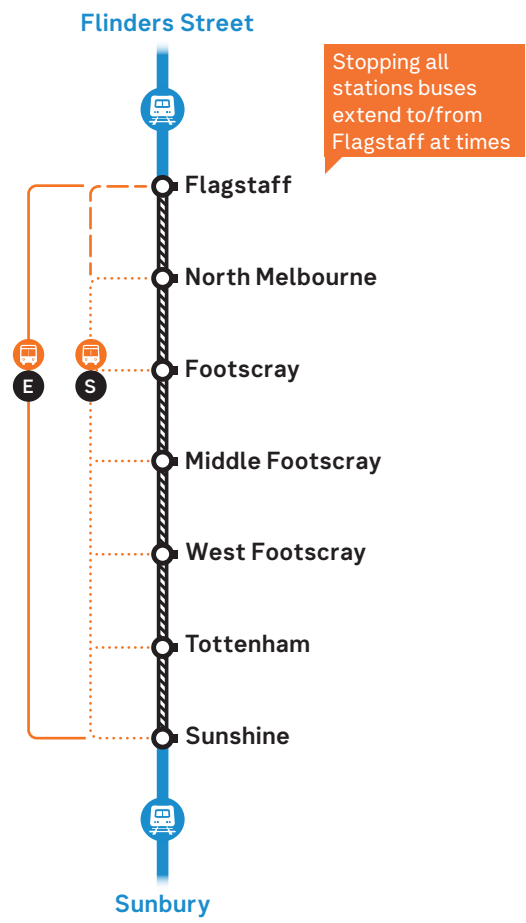 Flinders Street
Stopping all
stations buses
extend to/from
Flagstaff at times
Flagstaff
North Melbourne
Footscray
E
S
Middle Footscray
West Footscray
Tottenham
Sunshine
Sunbury